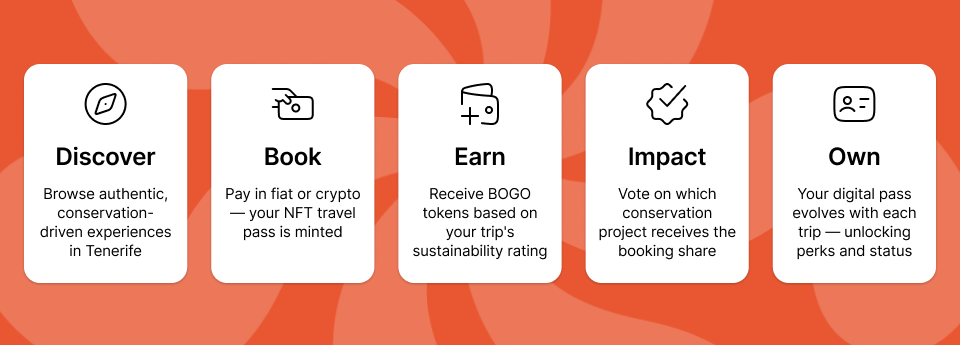 Discover
Browse authentic,
conservation-
driven experiences
in Tenerife
Book
Pay in fiat or crypto
— your NFT travel
pass is minted
Earn
Receive BOGO
tokens based on
your trip's
sustainability rating
Impact
Vote on which
conservation
project receives the
booking share
Own
Your digital pass
evolves with each
trip — unlocking
perks and status